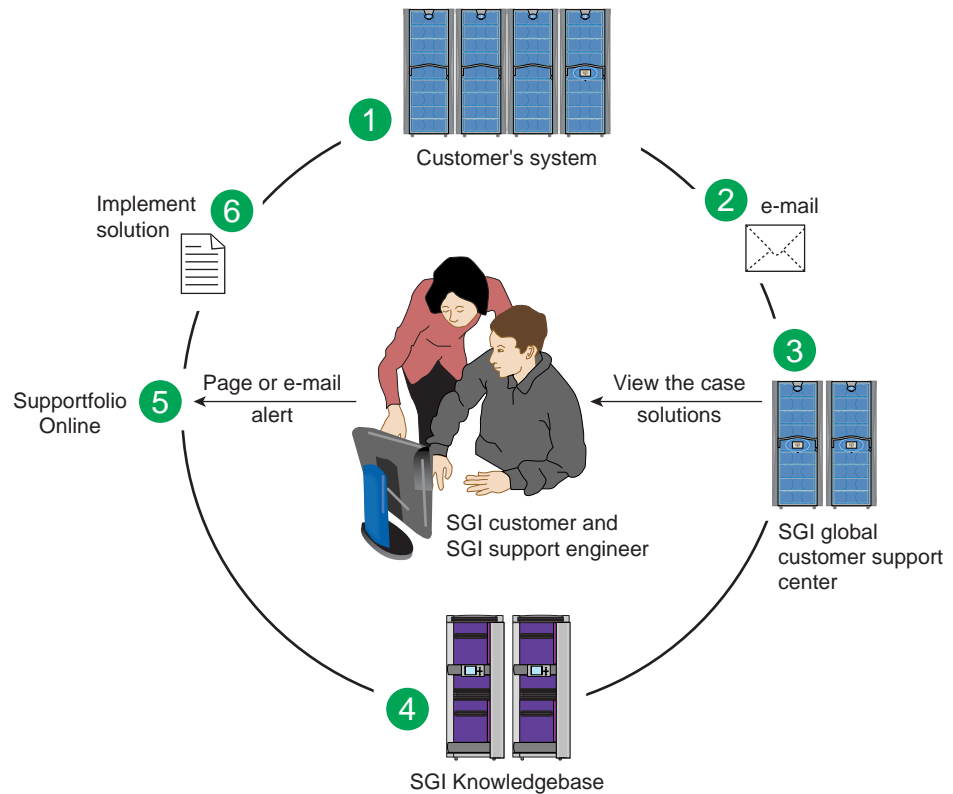 1
Customer's system
2
e-mail
3
SGI global
customer support
center
View the case
solutions
SGI customer and
SGI support engineer
Page or e-mail
alert
4
SGI Knowledgebase
5
Supportfolio
Online
6
Implement
solution